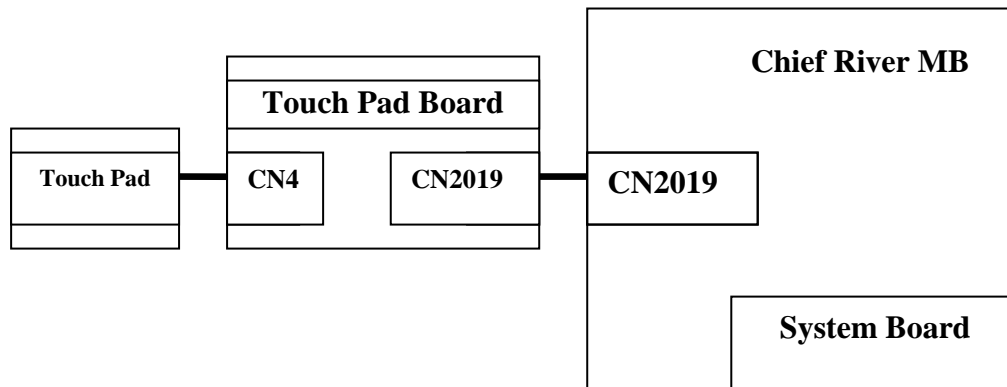 Chief River MB
Touch Pad Board
Touch Pad
CN4
CN2019
CN2019
System Board